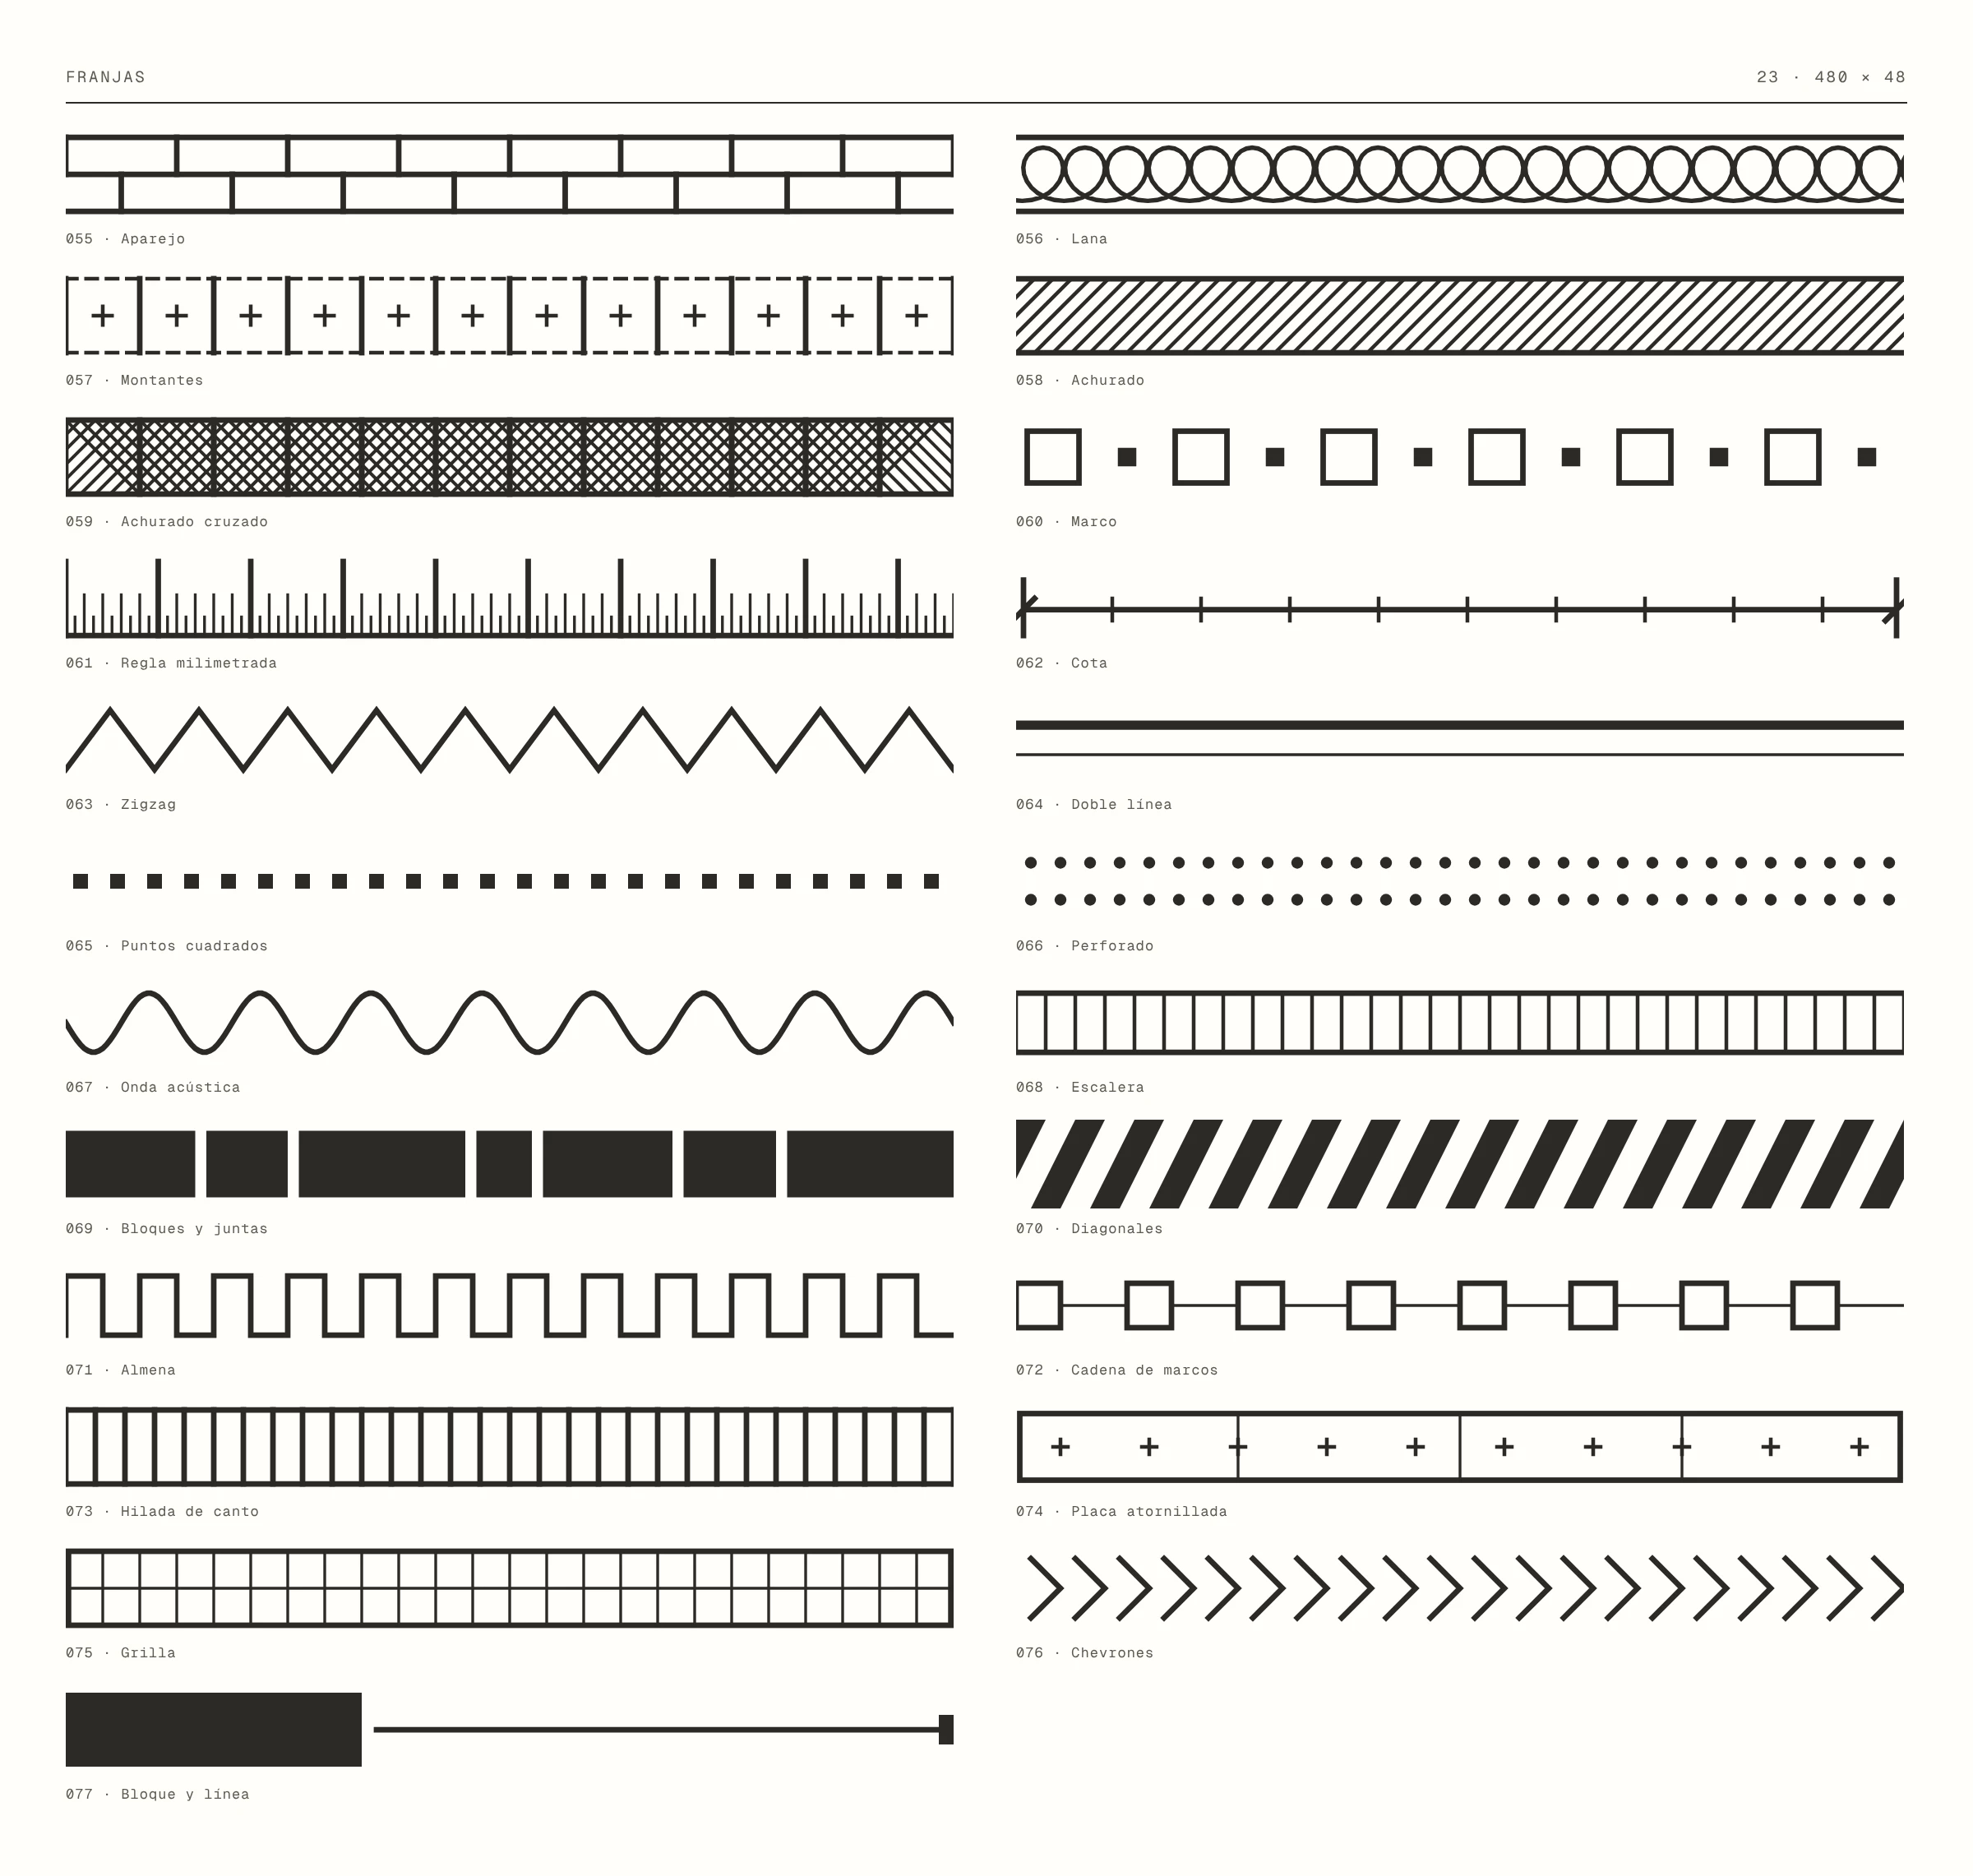 FRANJAS
23 · 480 × 48
055 · Aparejo
056 · Lana
057 · Montantes
058 · Achurado
059 · Achurado cruzado
060 · Marco
061 · Regla milimetrada
062 · Cota
063 · Zigzag
064 · Doble línea
065 · Puntos cuadrados
066 · Perforado
067 · Onda acústica
068 · Escalera
069 · Bloques y juntas
070 · Diagonales
071 · Almena
072 · Cadena de marcos
073 · Hilada de canto
074 · Placa atornillada
075 · Grilla
076 · Chevrones
077 · Bloque y línea